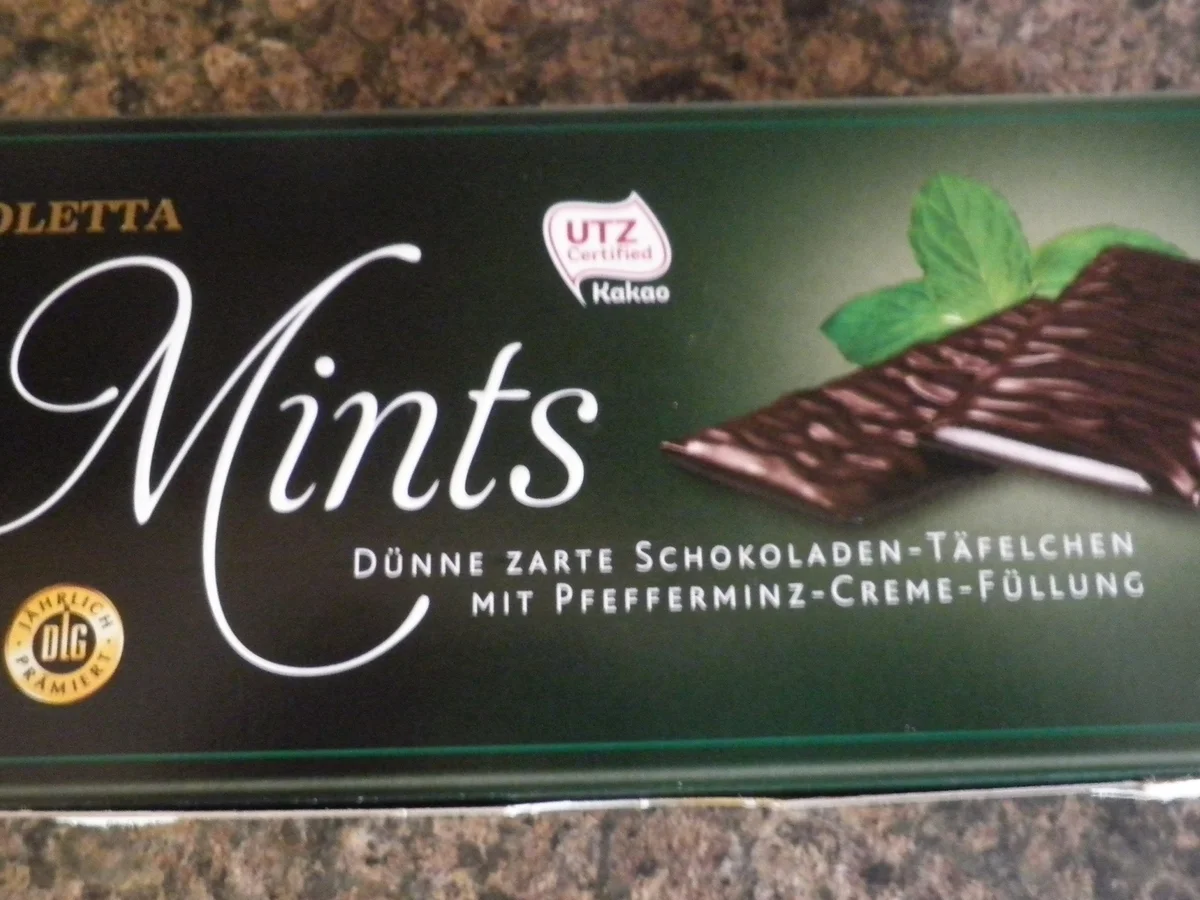 OLETTA
Mints
UTZ
Certified
Kakao
DÜNNE ZARTE SCHOKOLADEN-TÄFELCHEN
MIT PFEFFERMINZ-CREME-FÜLLUNG
JÄHRLICH
DLG
PRÄMIERT